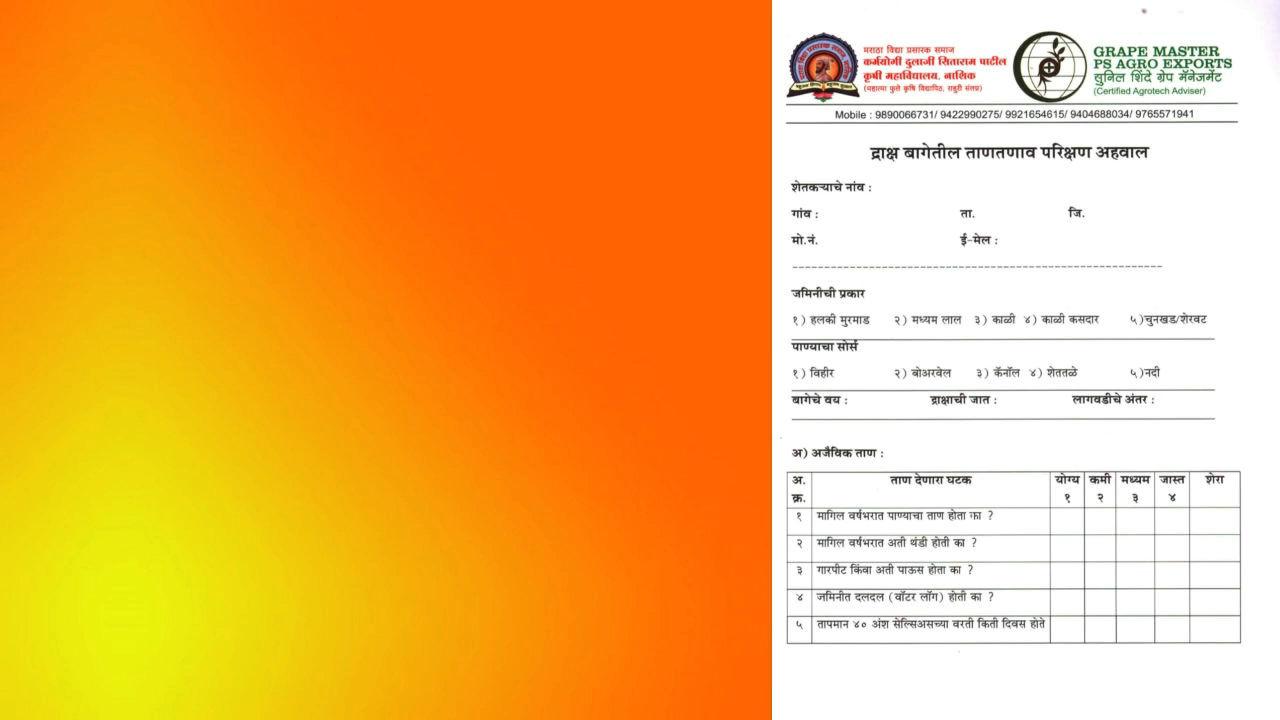 मराठा विद्या प्रसारक समाज
कर्मयोगी दुलाजी सिताराम पाटील
कृषी महाविद्यालय, नाशिक
(महात्मा फुले कृषि विद्यापिठ, राहुरी संलग्न)
GRAPE MASTER
PS AGRO EXPORTS
सुनिल शिंदे ग्रेप मॅनेजमेंट
(Certified Agrotech Adviser)
Mobile : 9890066731/ 9422990275/ 9921654615/ 9404688034/ 9765571941
द्राक्ष बागेतील ताणतणाव परिक्षण अहवाल
शेतकऱ्याचे नांव :
गांव : ता. जि.
मो.नं. ई-मेल :
जमिनीची प्रकार
१) हलकी मुरमाड २) मध्यम लाल ३) काळी ४) काळी कसदार ५)चुनखड/शेरवट
पाण्याचा सोर्स
१) विहीर २) बोअरवेल ३) कॅनॉल ४) शेततळे ५)नदी
बागेचे वय : द्राक्षाची जात : लागवडीचे अंतर :
अ) अजैविक ताण :
अ. क्र. ताण देणारा घटक योग्य १ कमी २ मध्यम ३ जास्त ४ शेरा
१ मागिल वर्षभरात पाण्याचा ताण होता का ?
२ मागिल वर्षभरात अती थंडी होती का ?
३ गारपीट किंवा अती पाऊस होता का ?
४ जमिनीत दलदल (वॉटर लॉग) होती का ?
५ तापमान ४० अंश सेल्सिअसच्या वरती किती दिवस होते